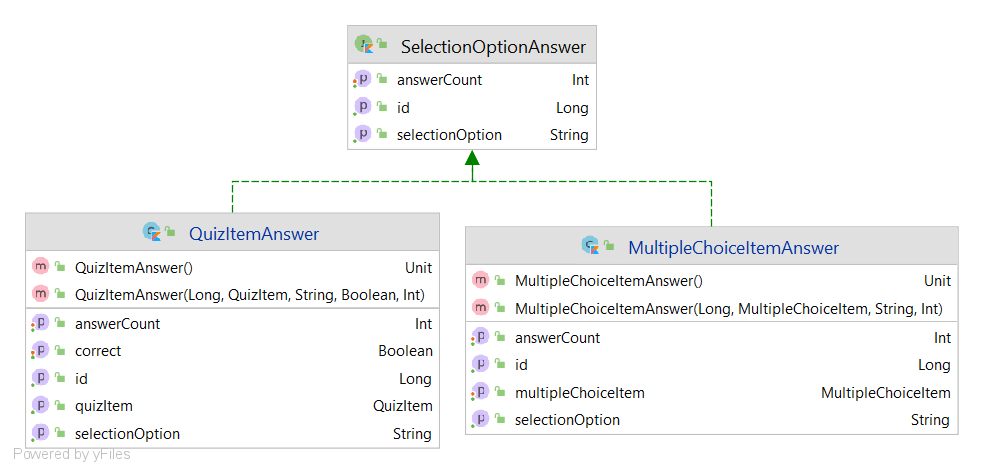 SelectionOptionAnswer
answerCount Int
id Long
selectionOption String
QuizItemAnswer
QuizItemAnswer() Unit
QuizItemAnswer(Long, QuizItem, String, Boolean, Int)
answerCount Int
correct Boolean
id Long
quizItem QuizItem
selectionOption String
MultipleChoiceItemAnswer
MultipleChoiceItemAnswer() Unit
MultipleChoiceItemAnswer(Long, MultipleChoiceItem, String, Int)
answerCount Int
id Long
multipleChoiceItem MultipleChoiceItem
selectionOption String
Powered by yFiles